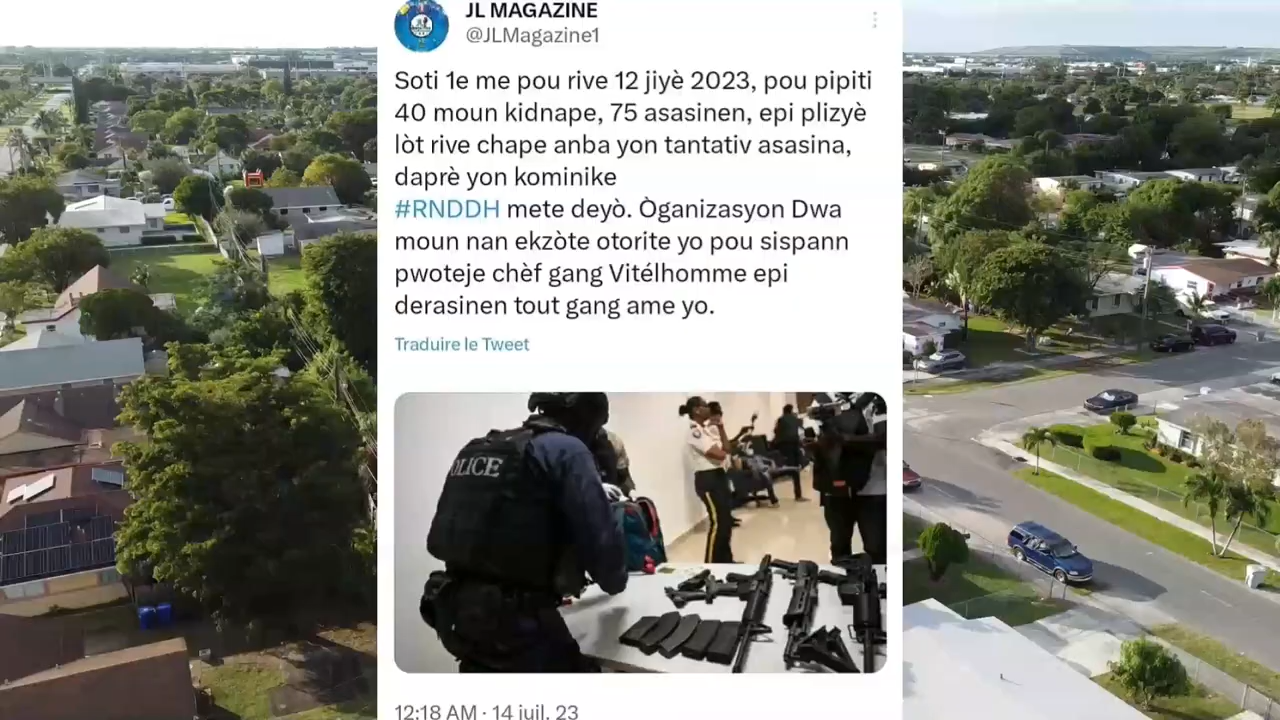 JL MAGAZINE
@JLMagazine1
Soti 1e me pou rive 12 jiyè 2023, pou pipiti
40 moun kidnape, 75 asasinen, epi plizyè
lòt rive chape anba yon tantativ asasina,
daprè yon kominike
#RNDDH mete deyò. Òganizasyon Dwa
moun nan ekzòte otorite yo pou sispann
pwoteje chèf gang Vitélhomme epi
derasinen tout gang ame yo.
Traduire le Tweet
OLICE
12:18 AM · 14 juil. 23